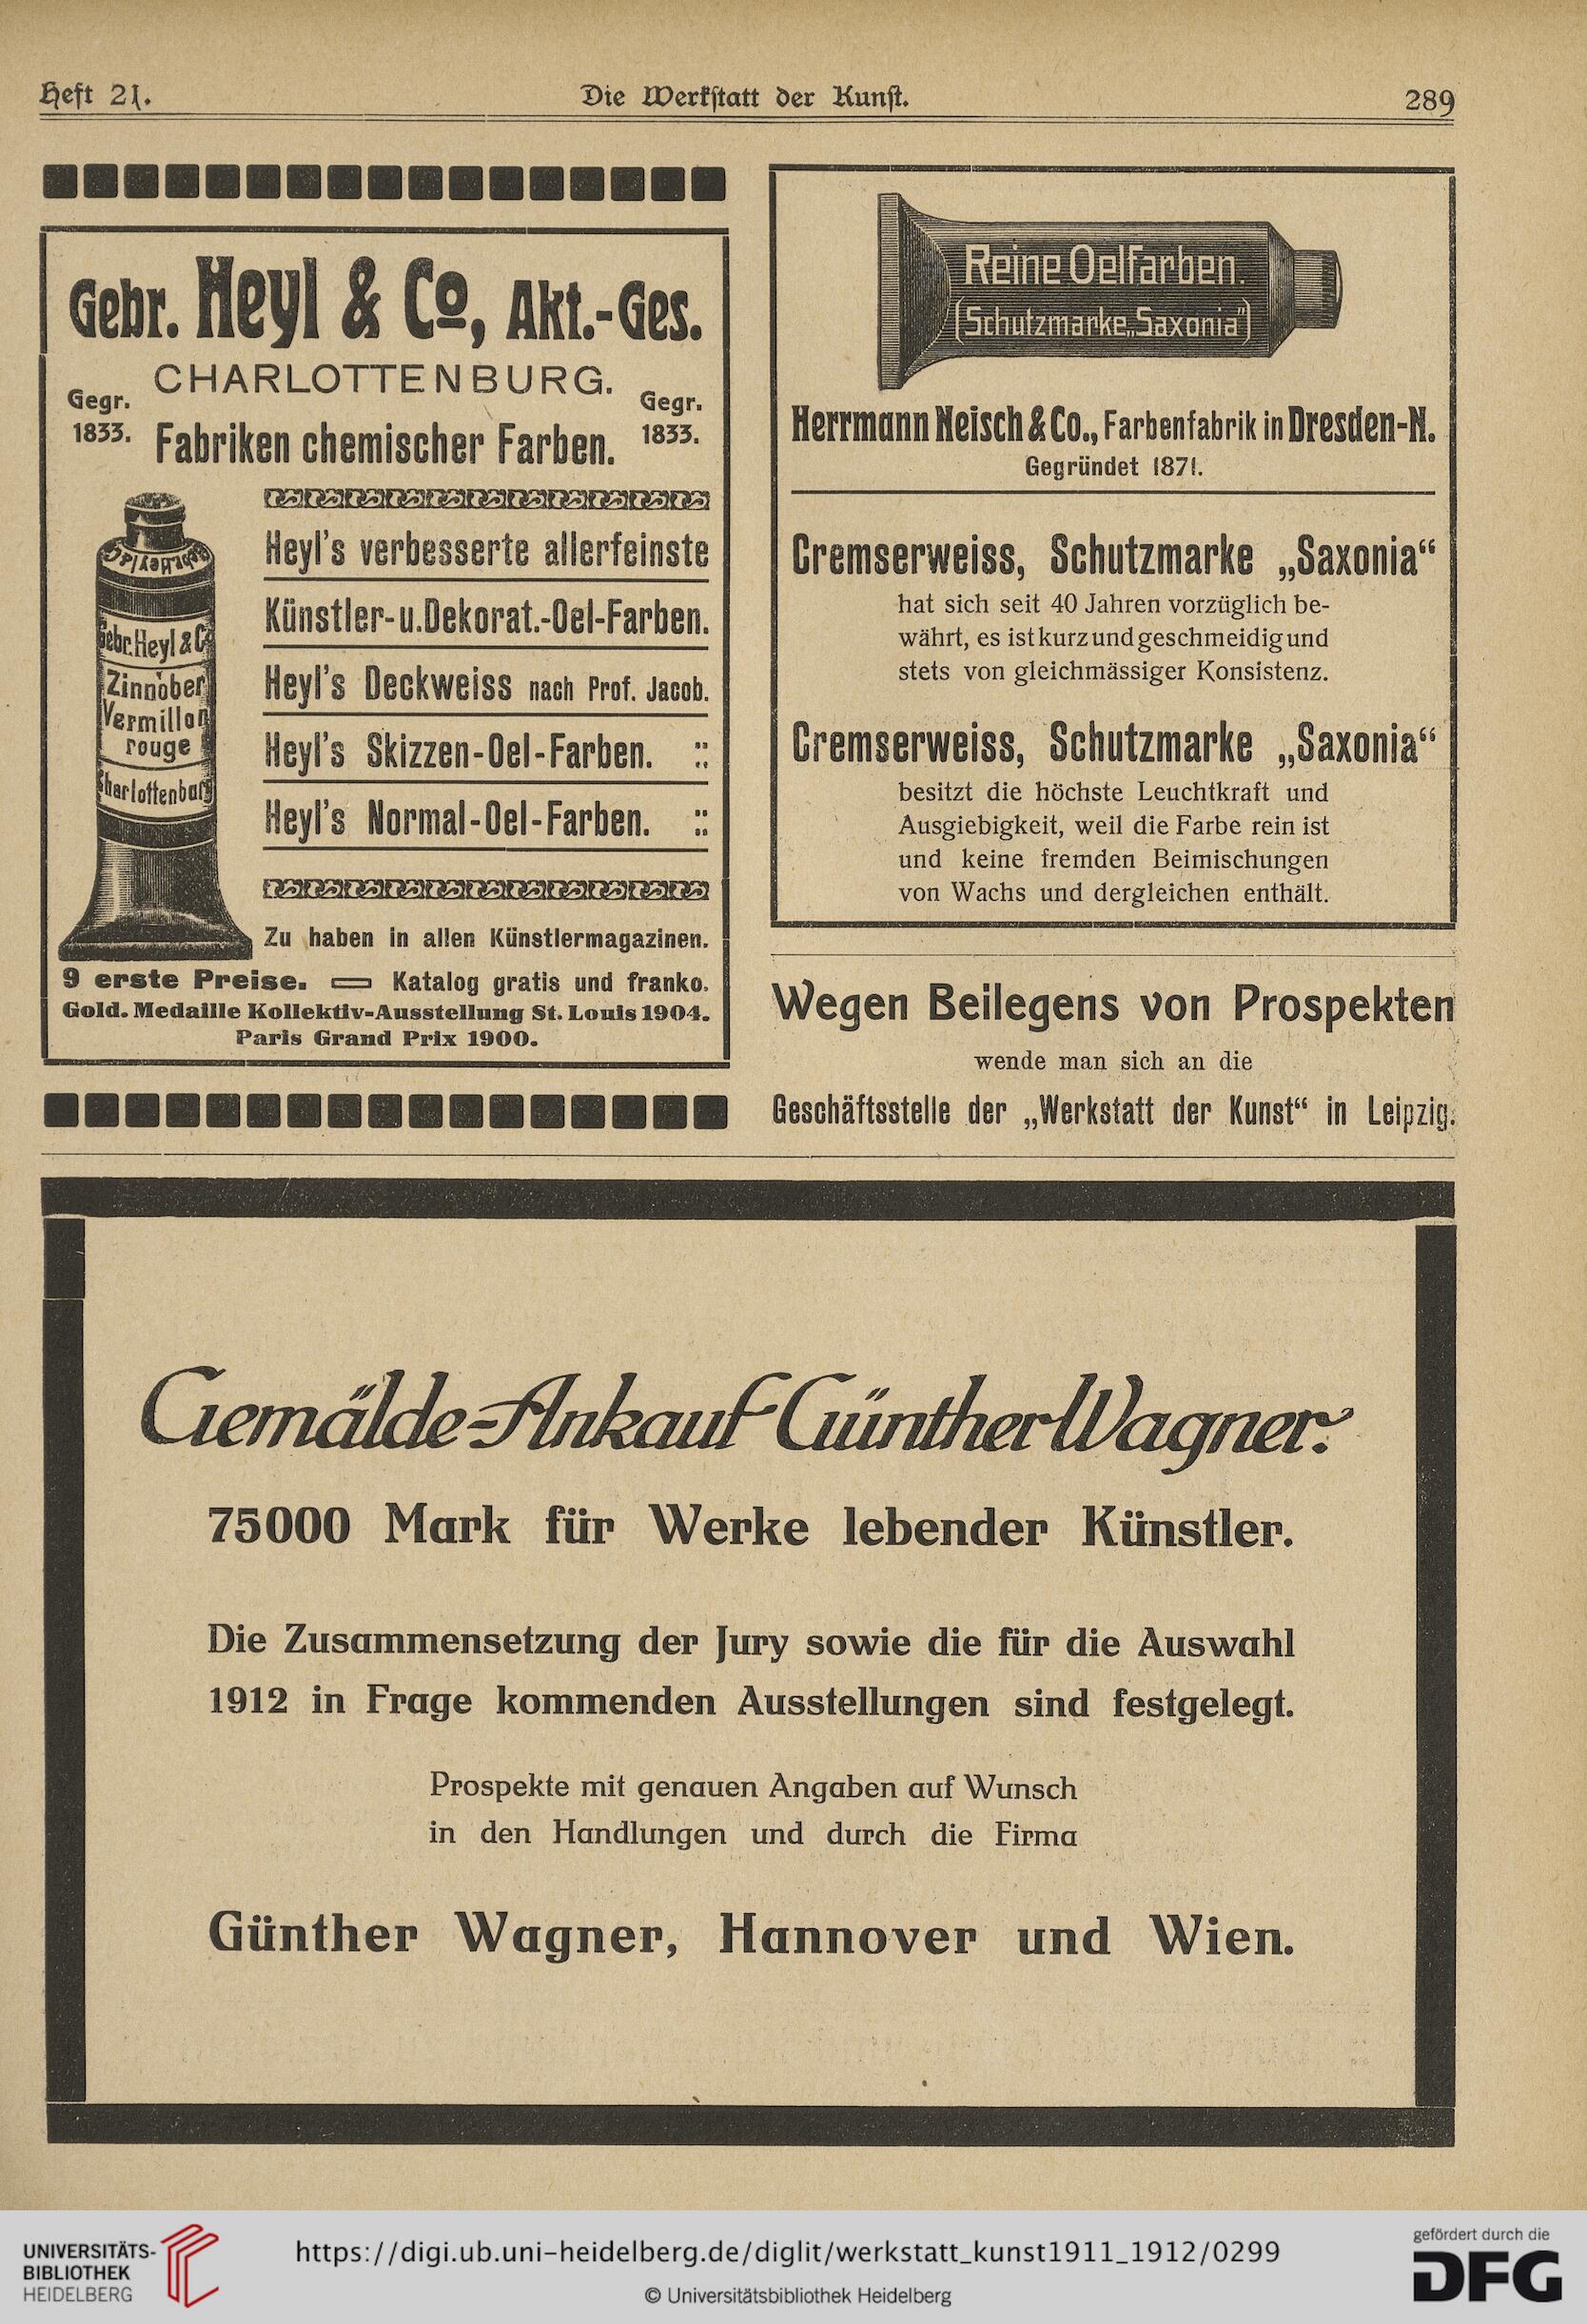 Heft 21.
Die Werkstatt der Kunst.
289
Gebr. Heyl & Co, Akt.-Ges.
CHARLOTTENBURG.
Gegr. 1833.
Gegr. 1833.
Fabriken chemischer Farben.
Gebr. Heyl & Co
Zinnober
Vermillon
rouge
Charlottenburg
Heyl's verbesserte allerfeinste
Künstler- u. Dekorat.-Oel-Farben.
Heyl's Deckweiss nach Prof. Jacob.
Heyl's Skizzen-Oel-Farben. ::
Heyl's Normal-Oel-Farben. ::
Zu haben in allen Künstlermagazinen.
9 erste Preise. Katalog gratis und franko.
Gold. Medaille Kollektiv-Ausstellung St. Louis 1904.
Paris Grand Prix 1900.
Reine Oelfarben.
(Schutzmarke „Saxonia")
Herrmann Neisch & Co., Farbenfabrik in Dresden-N.
Gegründet 1871.
Cremserweiss, Schutzmarke „Saxonia“
hat sich seit 40 Jahren vorzüglich be-
währt, es ist kurz und geschmeidig und
stets von gleichmässiger Konsistenz.
Cremserweiss, Schutzmarke „Saxonia“
besitzt die höchste Leuchtkraft und
Ausgiebigkeit, weil die Farbe rein ist
und keine fremden Beimischungen
von Wachs und dergleichen enthält.
Wegen Beilegens von Prospekten
wende man sich an die
Geschäftsstelle der „Werkstatt der Kunst“ in Leipzig.
Gemälde-Ankauf Günther Wagner.
75000 Mark für Werke lebender Künstler.
Die Zusammensetzung der Jury sowie die für die Auswahl
1912 in Frage kommenden Ausstellungen sind festgelegt.
Prospekte mit genauen Angaben auf Wunsch
in den Handlungen und durch die Firma
Günther Wagner, Hannover und Wien.
UNIVERSITÄTS-
BIBLIOTHEK
HEIDELBERG
https://digi.ub.uni-heidelberg.de/diglit/werkstatt_kunst1911_1912/0299
© Universitätsbibliothek Heidelberg
gefördert durch die
DFG